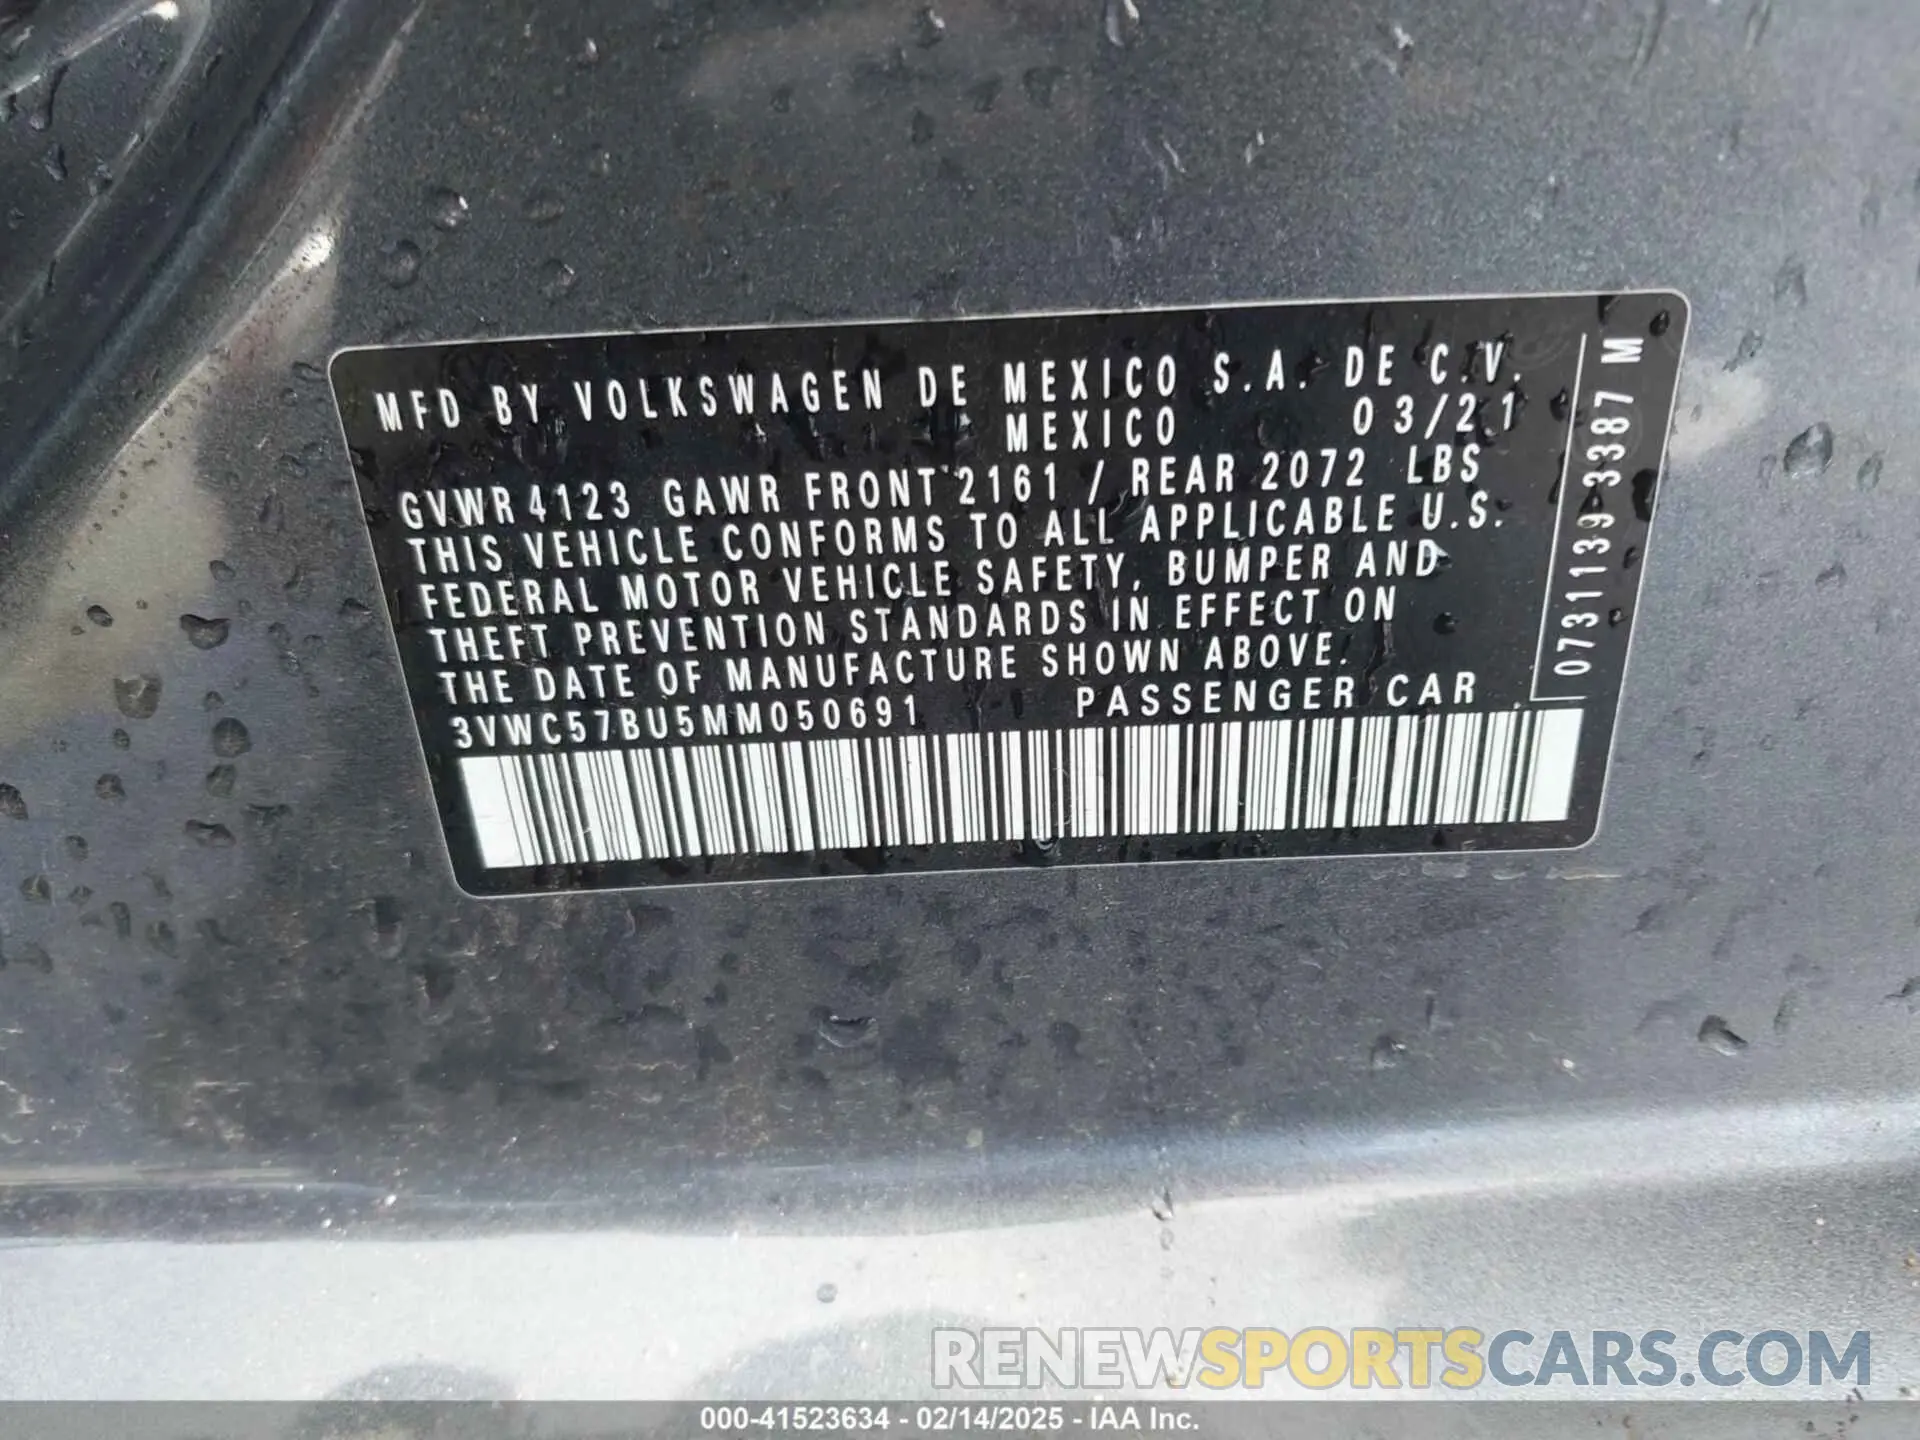 MFD BY VOLKSWAGEN DE MEXICO S.A. DE C.V.
MEXICO 03/21
GVWR 4123 GAWR FRONT 2161 / REAR 2072 LBS
THIS VEHICLE CONFORMS TO ALL APPLICABLE U.S.
FEDERAL MOTOR VEHICLE SAFETY, BUMPER AND
THEFT PREVENTION STANDARDS IN EFFECT ON
THE DATE OF MANUFACTURE SHOWN ABOVE.
3VWC57BU5MM050691 PASSENGER CAR
0731139 3387 M
RENEWSPORTSCARS.COM
000-41523634 - 02/14/2025 - IAA Inc.